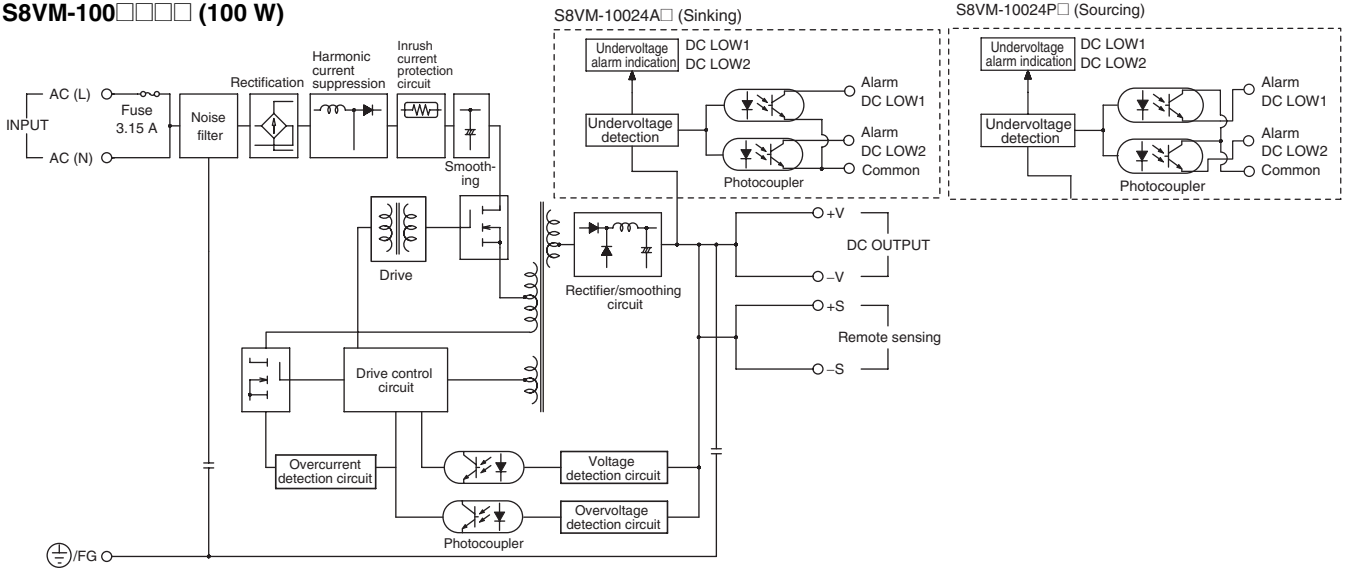 S8VM-100□□□□ (100 W)
S8VM-10024A□ (Sinking)
S8VM-10024P□ (Sourcing)
INPUT
AC (L)
AC (N)
Fuse
3.15 A
Noise
filter
Rectification
Harmonic
current
suppression
Inrush
current
protection
circuit
Smooth-
ing
Undervoltage
alarm indication
DC LOW1
DC LOW2
Undervoltage
detection
Photocoupler
Alarm
DC LOW1
Alarm
DC LOW2
Common
Undervoltage
alarm indication
DC LOW1
DC LOW2
Undervoltage
detection
Photocoupler
Alarm
DC LOW1
Alarm
DC LOW2
Common
Drive
Rectifier/smoothing
circuit
+V
DC OUTPUT
−V
+S
Remote sensing
−S
Drive control
circuit
Overcurrent
detection circuit
Voltage
detection circuit
Overvoltage
detection circuit
Photocoupler
/FG